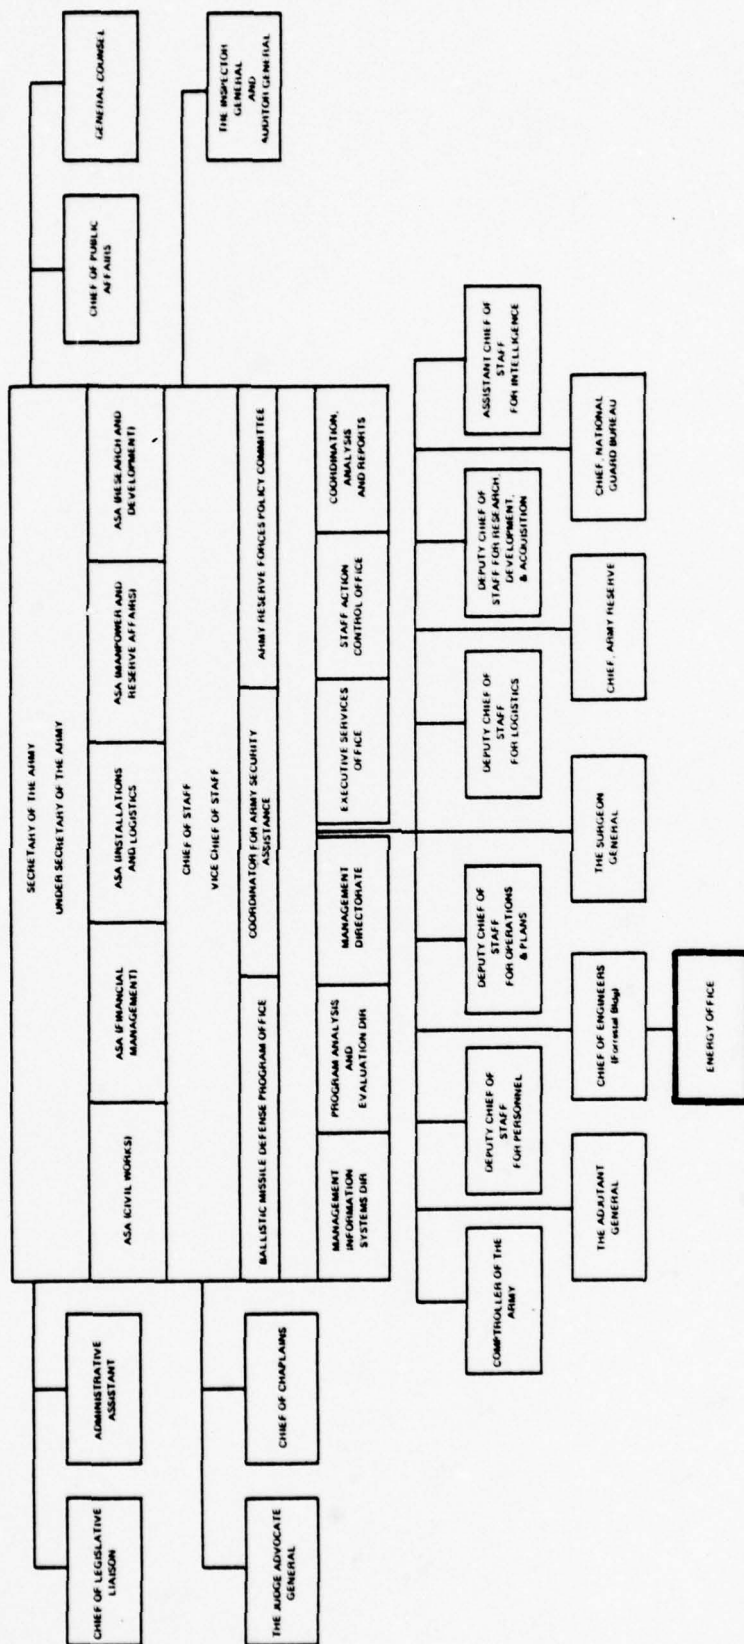 SECRETARY OF THE ARMY
UNDER SECRETARY OF THE ARMY
CHIEF OF LEGISLATIVE
LIAISON
ADMINISTRATIVE
ASSISTANT
ASA (CIVIL WORKS)
ASA (FINANCIAL
MANAGEMENT)
ASA (INSTALLATIONS
AND LOGISTICS
ASA (MANPOWER AND
RESERVE AFFAIRS)
ASA (RESEARCH AND
DEVELOPMENT)
CHIEF OF PUBLIC
AFFAIRS
GENERAL COUNSEL
CHIEF OF STAFF
VICE CHIEF OF STAFF
THE JUDGE ADVOCATE
GENERAL
CHIEF OF CHAPLAINS
BALLISTIC MISSILE DEFENSE PROGRAM OFFICE
COORDINATOR FOR ARMY SECURITY
ASSISTANCE
ARMY RESERVE FORCES POLICY COMMITTEE
THE INSPECTOR
GENERAL
AND
AUDITOR GENERAL
MANAGEMENT
INFORMATION
SYSTEMS DIR
PROGRAM ANALYSIS
AND
EVALUATION DIR
MANAGEMENT
DIRECTORATE
EXECUTIVE SERVICES
OFFICE
STAFF ACTION
CONTROL OFFICE
COORDINATION,
ANALYSIS
AND REPORTS
COMPTROLLER OF THE
ARMY
DEPUTY CHIEF OF
STAFF
FOR PERSONNEL
DEPUTY CHIEF OF
STAFF
FOR OPERATIONS
& PLANS
DEPUTY CHIEF OF
STAFF
FOR LOGISTICS
DEPUTY CHIEF OF
STAFF FOR RESEARCH,
DEVELOPMENT,
& ACQUISITION
ASSISTANT CHIEF OF
STAFF
FOR INTELLIGENCE
THE ADJUTANT
GENERAL
CHIEF OF ENGINEERS
(Forrestal Bldg)
THE SURGEON
GENERAL
CHIEF, ARMY RESERVE
CHIEF, NATIONAL
GUARD BUREAU
ENERGY OFFICE